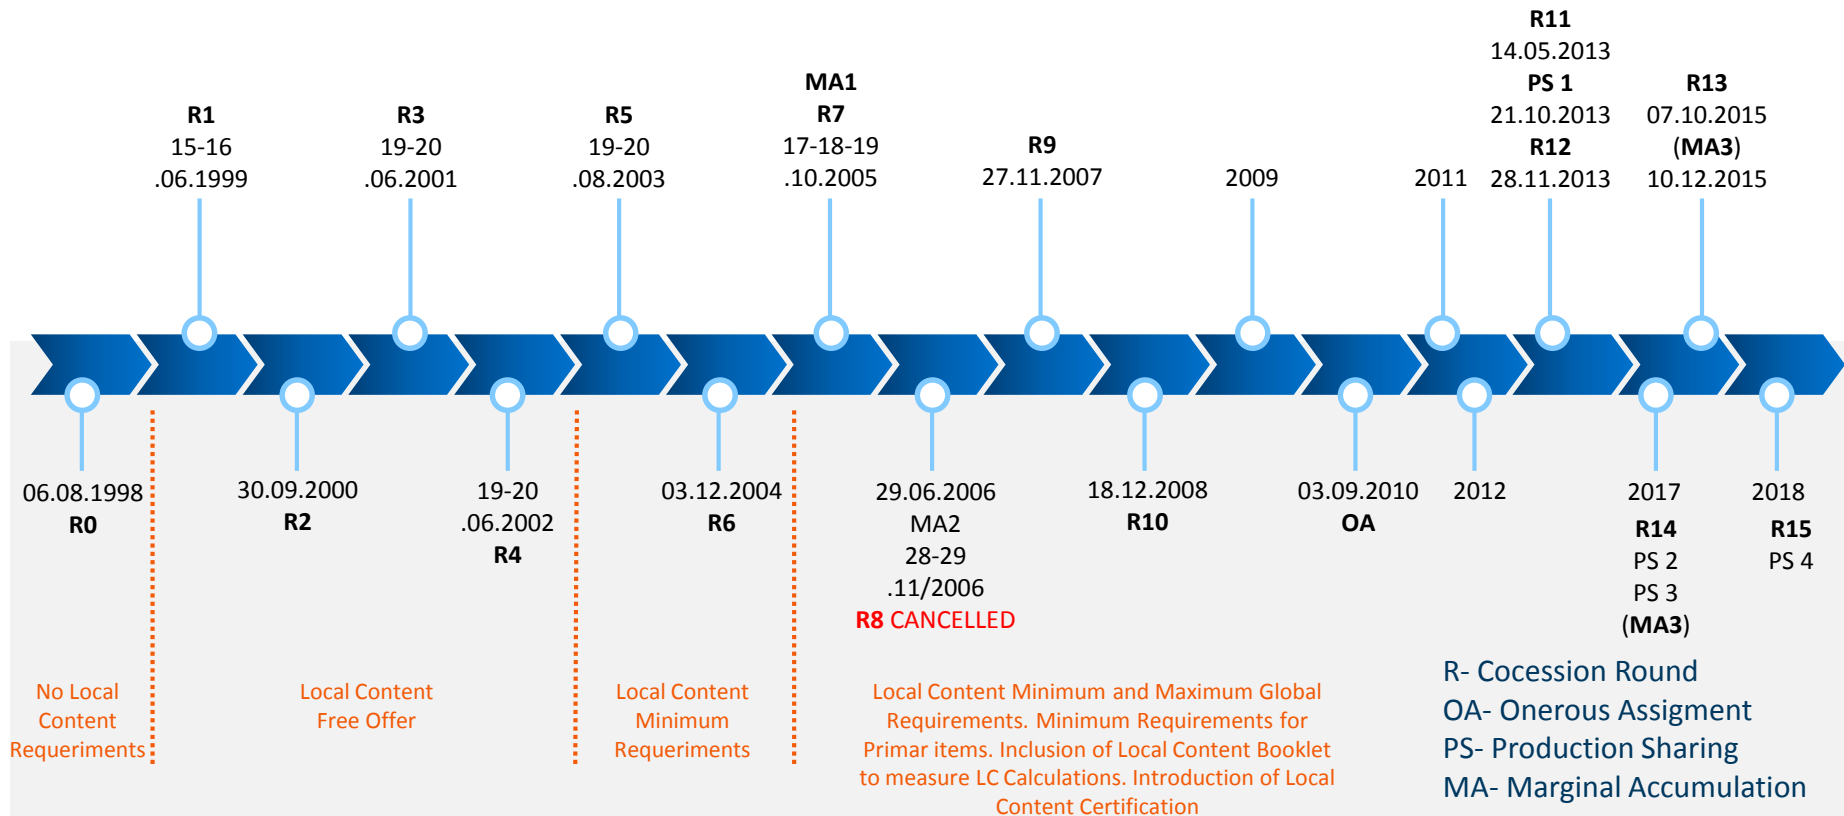 R1
15-16
.06.1999
R3
19-20
.06.2001
R5
19-20
.08.2003
MA1
R7
17-18-19
.10.2005
R9
27.11.2007
2009
2011
R11
14.05.2013
PS 1
21.10.2013
R12
28.11.2013
R13
07.10.2015
(MA3)
10.12.2015
06.08.1998
R0
30.09.2000
R2
19-20
.06.2002
R4
03.12.2004
R6
29.06.2006
MA2
28-29
.11/2006
R8 CANCELLED
18.12.2008
R10
03.09.2010
OA
2012
2017
R14
PS 2
PS 3
(MA3)
2018
R15
PS 4
No Local
Content
Requeriments
Local Content
Free Offer
Local Content
Minimum
Requeriments
Local Content Minimum and Maximum Global
Requirements. Minimum Requirements for
Primar items. Inclusion of Local Content Booklet
to measure LC Calculations. Introduction of Local
Content Certification
R- Cocession Round
OA- Onerous Assigment
PS- Production Sharing
MA- Marginal Accumulation